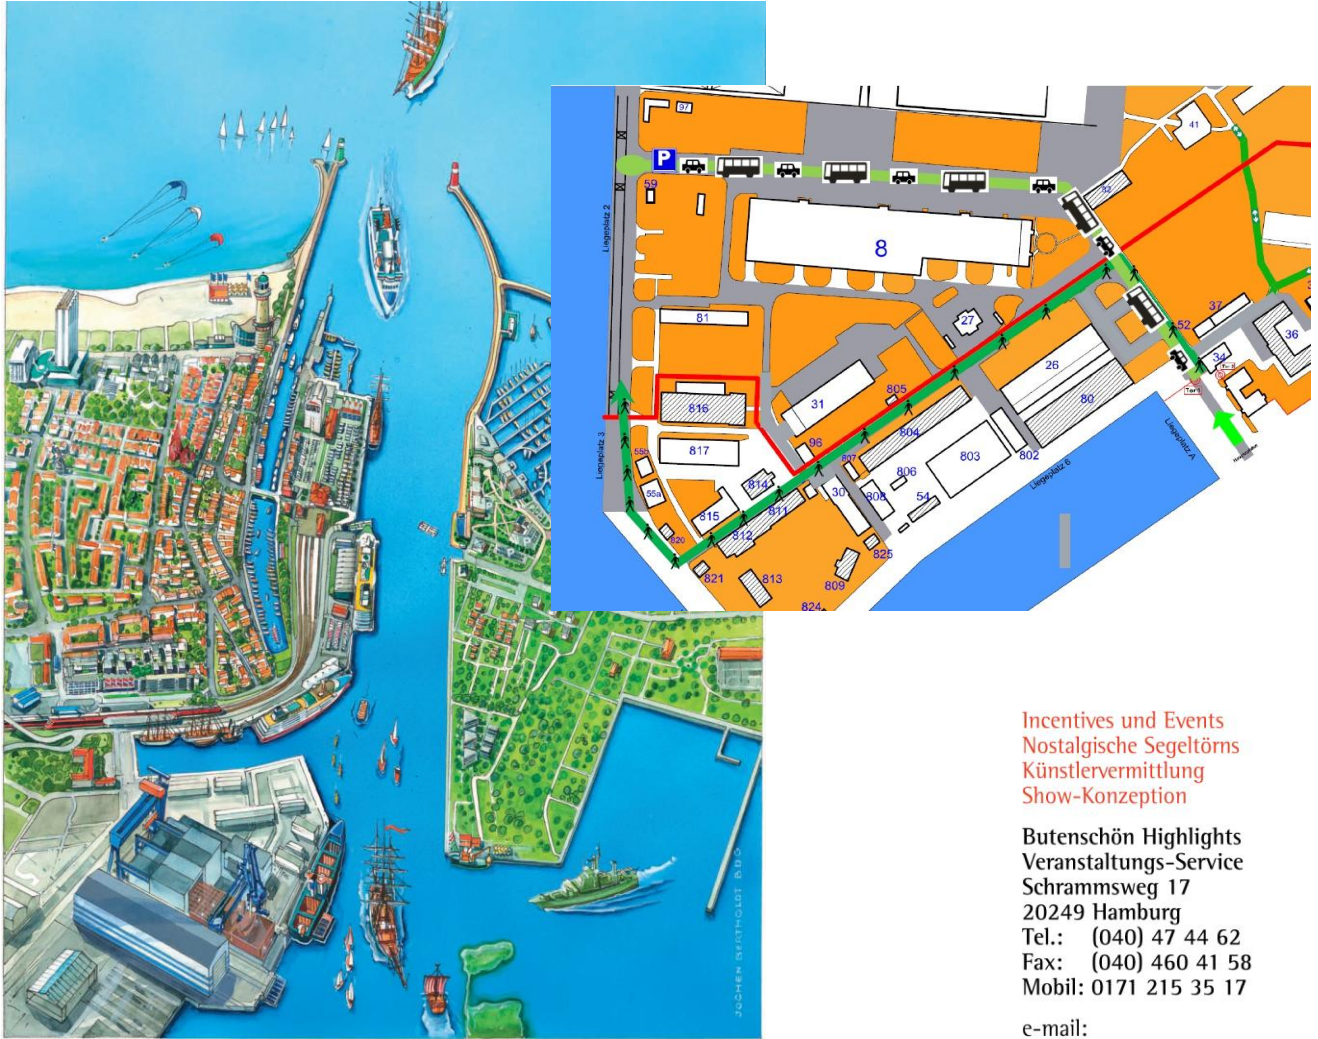 97
41
P
59
32
Liegeplatz 2
8
81
27
37
52
34
36
26
31
805
816
80
Liegeplatz 3
96
804
817
803
802
Liegeplatz A
55b
807
806
Liegeplatz 6
814
55a
30
808
54
811
815
812
820
825
821
813
809
824
JOCHEN BERTHOLDT BDG
Incentives und Events
Nostalgische Segeltörns
Künstlervermittlung
Show-Konzeption
Butenschön Highlights
Veranstaltungs-Service
Schrammsweg 17
20249 Hamburg
Tel.: (040) 47 44 62
Fax: (040) 460 41 58
Mobil: 0171 215 35 17
e-mail: